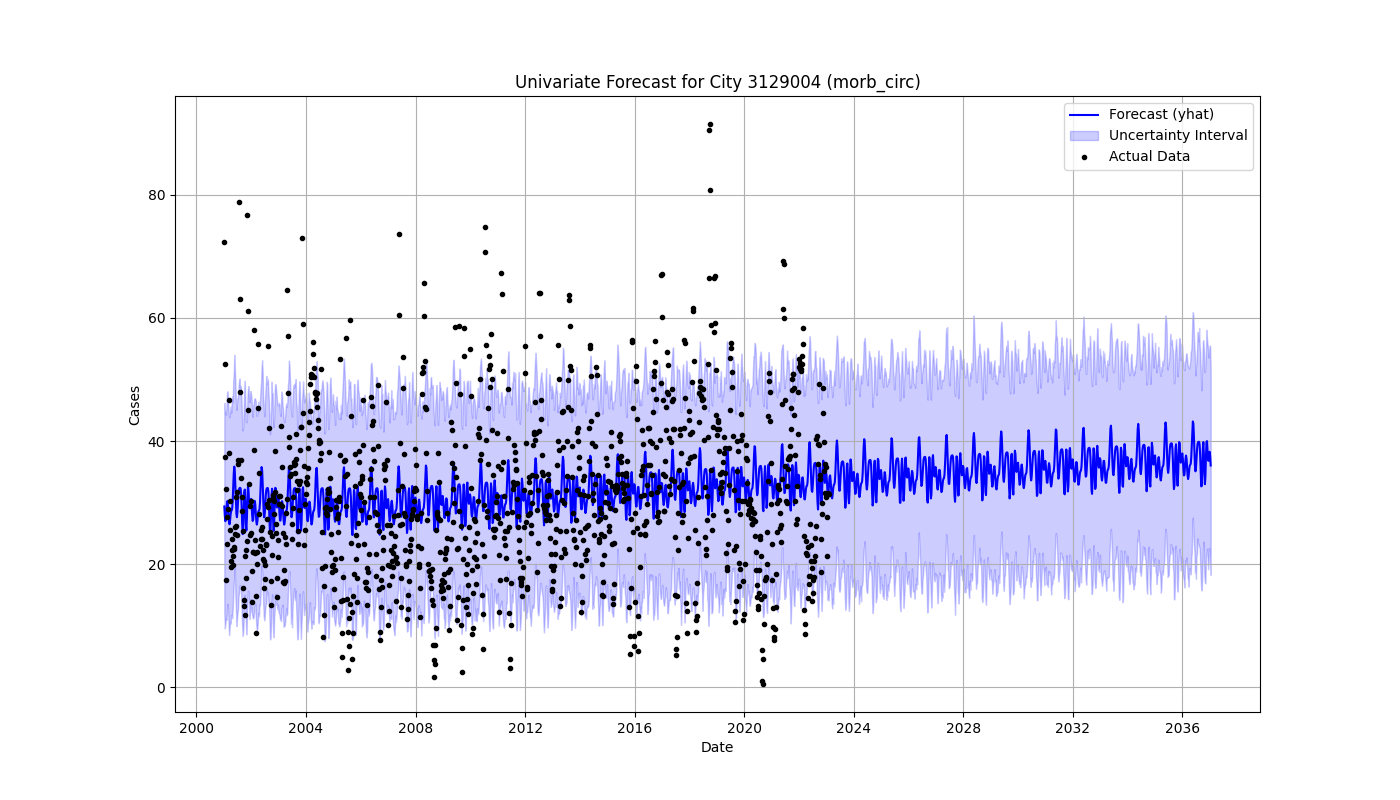 Univariate Forecast for City 3129004 (morb_circ)
Forecast (yhat)
Uncertainty Interval
Actual Data
Cases
80
60
40
20
0
2000 2004 2008 2012 2016 2020 2024 2028 2032 2036
Date